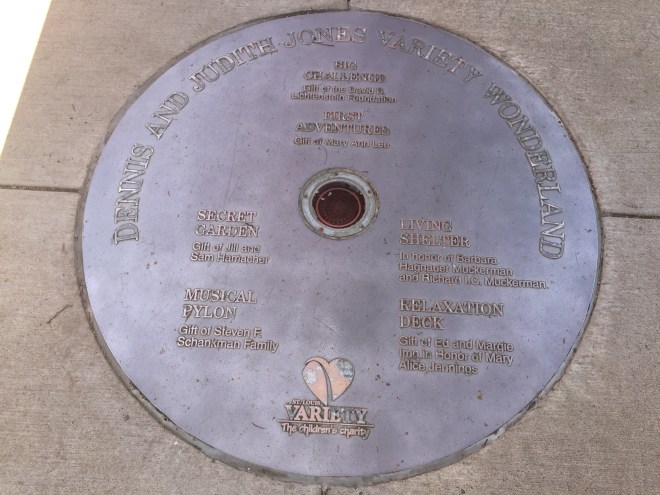 DENNIS AND JUDITH JONES VARIETY WONDERLAND
BIG
CHALLENGE
Gift of the David B.
Lichtenstein Foundation
FIRST
ADVENTURES
Gift of Mary Ann Lee
SECRET
GARDEN
Gift of Jill and
Sam Hamacher
LIVING
SHELTER
In honor of Barbara
Hagnauer Muckerman
and Richard I.C. Muckerman
MUSICAL
PYLON
Gift of Steven F.
Schankman Family
RELAXATION
DECK
Gift of Ed and Margie
Imo in Honor of Mary
Alice Jennings
ST. LOUIS
VARIETY
The children's charity